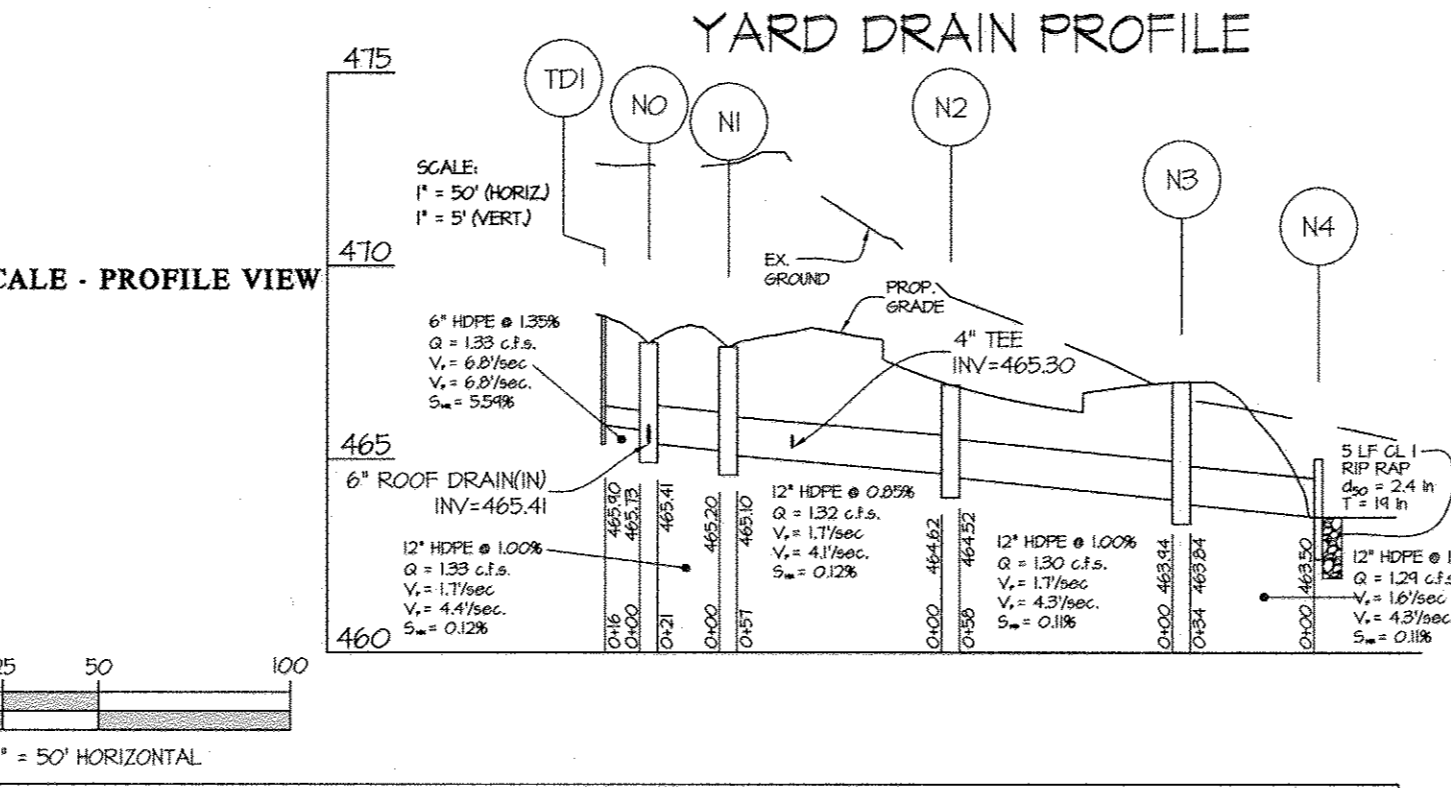 YARD DRAIN PROFILE
475
TD1
N0
N1
N2
N3
N4
SCALE:
1" = 50' (HORIZ.)
1" = 5' (VERT.)
470
CALE - PROFILE VIEW
EX.
GROUND
PROP.
GRADE
6" HDPE @ 1.35%
Q = 1.33 c.f.s.
= 6.8'/sec
= 6.8'/sec.
= 5.59%
4" TEE
INV=465.30
465
6" ROOF DRAIN(IN)
INV=465.41
5 LF CL 1
RIP RAP
d50 = 2.4 in
T = 19 in
12" HDPE @ 1.00%
Q = 1.33 c.f.s.
= 1.7'/sec
= 4.4'/sec.
= 0.12%
12" HDPE @ 0.85%
Q = 1.32 c.f.s.
= 1.7'/sec
= 4.1'/sec.
= 0.12%
12" HDPE @ 1.00%
Q = 1.30 c.f.s.
= 1.7'/sec
= 4.3'/sec.
= 0.11%
12" HDPE @ 1
Q = 1.29 c.f.s
= 1.6'/sec
= 4.3'/sec
= 0.11%
0+16 465.90
0+00 465.73
0+21 465.41
0+00 465.20
0+57 465.10
0+00 464.62
0+58 464.52
0+00 463.94
0+34 463.84
0+00 463.50
460
25 50 100
" = 50' HORIZONTAL